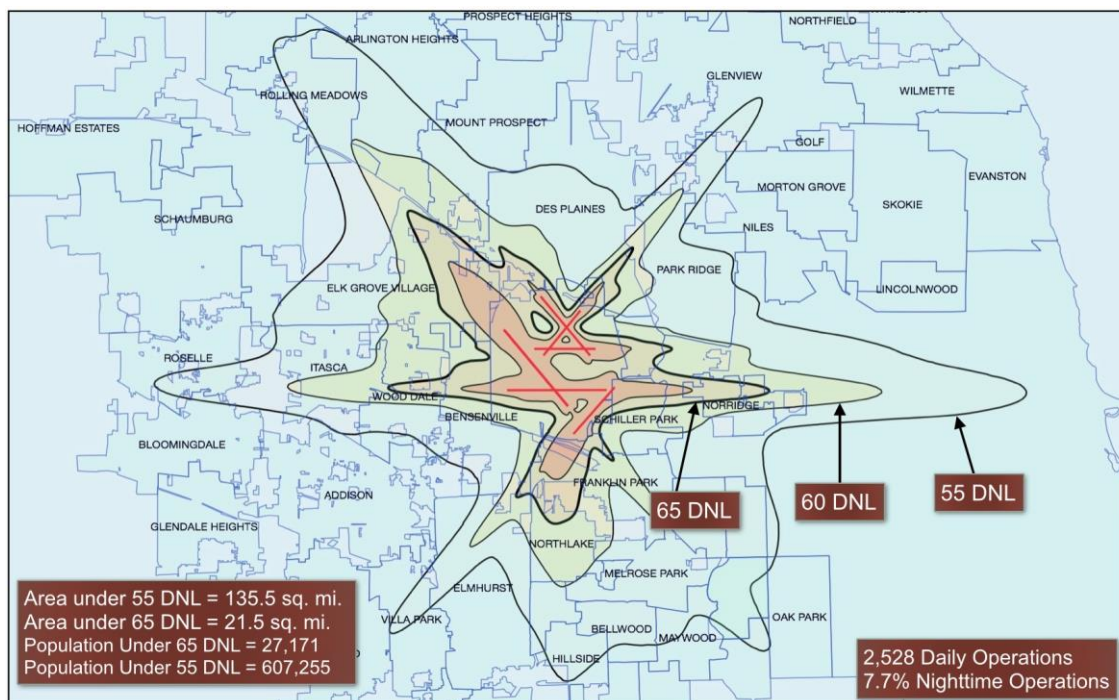 PROSPECT HEIGHTS
NORTHFIELD
ARLINGTON HEIGHTS
GLENVIEW
WILMETTE
ROLLING MEADOWS
MOUNT PROSPECT
HOFFMAN ESTATES
GOLF
EVANSTON
MORTON GROVE
SKOKIE
DES PLAINES
SCHAUMBURG
NILES
PARK RIDGE
ELK GROVE VILLAGE
LINCOLNWOOD
ROSELLE
ITASCA
WOOD DALE
NORRIDGE
BENSENVILLE
SCHILLER PARK
BLOOMINGDALE
FRANKLIN PARK
65 DNL
60 DNL
55 DNL
ADDISON
GLENDALE HEIGHTS
NORTHLAKE
MELROSE PARK
ELMHURST
VILLA PARK
OAK PARK
BELLWOOD
MAYWOOD
HILLSIDE
Area under 55 DNL = 135.5 sq. mi.
Area under 65 DNL = 21.5 sq. mi.
Population Under 65 DNL = 27,171
Population Under 55 DNL = 607,255
2,528 Daily Operations
7.7% Nighttime Operations